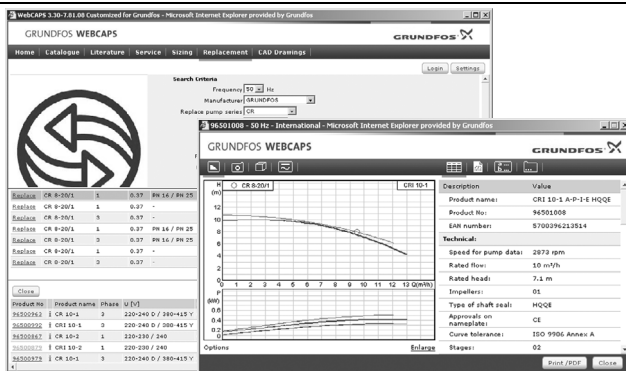 WebCAPS 3.30-7.81.08 Customized for Grundfos - Microsoft Internet Explorer provided by Grundfos
GRUNDFOS WEBCAPS
GRUNDFOS
Home Catalogue Literature Service Sizing Replacement CAD Drawings
Login Settings
Search Criteria
Frequency 50 Hz
Manufacturer GRUNDFOS
Replace pump series CR
Replace CR 8-20/1 1 0.37 PN 16 / PN 25
Replace CR 8-20/1 1 0.37 -
Replace CR 8-20/1 3 0.37 -
Replace CR 8-20/1 1 0.37 PN 16 / PN 25
Replace CR 8-20/1 3 0.37 PN 16 / PN 25
Replace CR 8-20/1 3 0.37 -
Close
Product No Product name Phase U [V]
96500963 CR 10-1 3 220-240 D / 380-415 Y
96500992 CRI 10-1 3 220-240 D / 380-415 Y
96500867 CR 10-2 1 220-230 / 240
CRI 10-2 1 220-230 / 240
96500979 CR 10-1 3 220-240 D / 380-415 Y
96501008 - 50 Hz - International - Microsoft Internet Explorer provided by Grundfos
GRUNDFOS WEBCAPS
GRUNDFOS
H
(m)
CR 8-20/1
CRI 10-1
12
10
8
6
4
2
0
0 1 2 3 4 5 6 7 8 9 10 11 12 13 Q(m³/h)
P
(kW)
0.6
0.4
0.2
0
Options
Enlarge
Description Value
Product name: CRI 10-1 A-P-I-E HQQE
Product No: 96501008
EAN number: 5700396213514
Technical:
Speed for pump data: 2873 rpm
Rated flow: 10 m³/h
Rated head: 7.1 m
Impellers: 01
Type of shaft seal: HQQE
Approvals on nameplate: CE
Curve tolerance: ISO 9906 Annex A
Stages: 02
Print /PDF Close